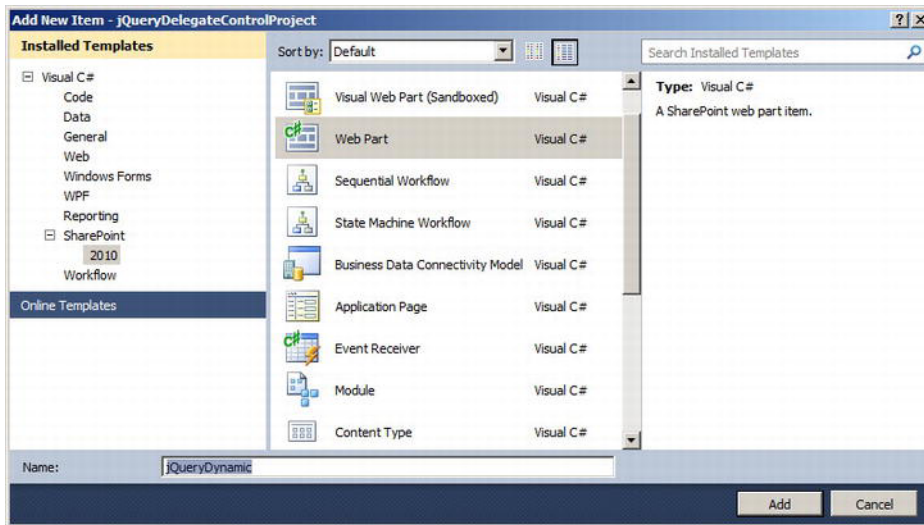 Add New Item - jQueryDelegateControlProject
Installed Templates
Visual C#
Code
Data
General
Web
Windows Forms
WPF
Reporting
SharePoint
2010
Workflow
Online Templates
Sort by: Default
Visual Web Part (Sandboxed) Visual C#
Web Part Visual C#
Sequential Workflow Visual C#
State Machine Workflow Visual C#
Business Data Connectivity Model Visual C#
Application Page Visual C#
Event Receiver Visual C#
Module Visual C#
Content Type Visual C#
Search Installed Templates
Type: Visual C#
A SharePoint web part item.
Name: jQueryDynamic
Add Cancel